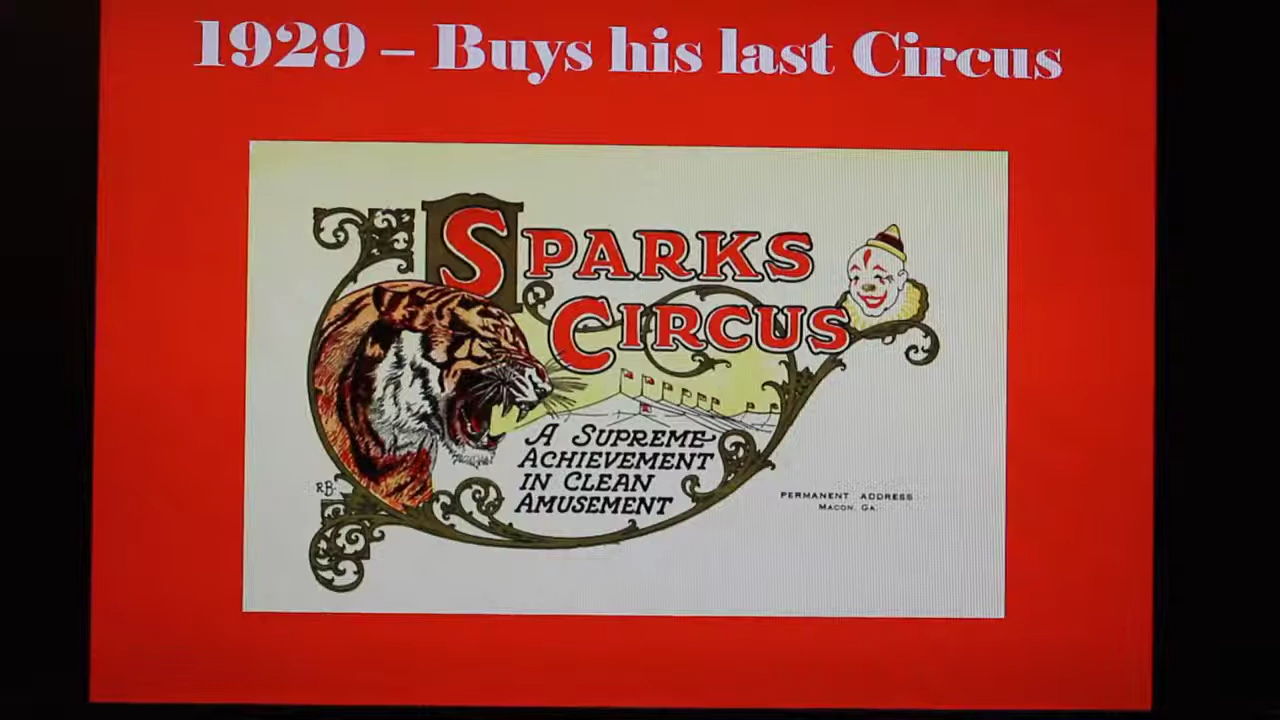 1929 – Buys his last Circus
SPARKS
CIRCUS
A SUPREME
ACHIEVEMENT
IN CLEAN
AMUSEMENT
RB.
PERMANENT ADDRESS
MACON, GA.